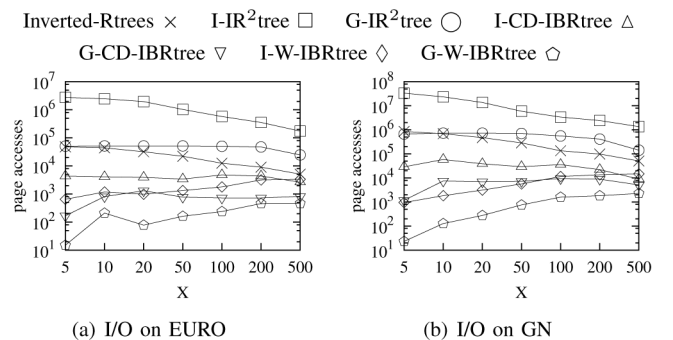 Inverted-Rtrees × I-IR²tree □ G-IR²tree ○ I-CD-IBRtree △
G-CD-IBRtree ▽ I-W-IBRtree ◇ G-W-IBRtree ⬠
page accesses
10⁷
10⁶
10⁵
10⁴
10³
10²
10¹
5 10 20 50 100 200 500
X
(a) I/O on EURO
page accesses
10⁸
10⁷
10⁶
10⁵
10⁴
10³
10²
10¹
5 10 20 50 100 200 500
X
(b) I/O on GN